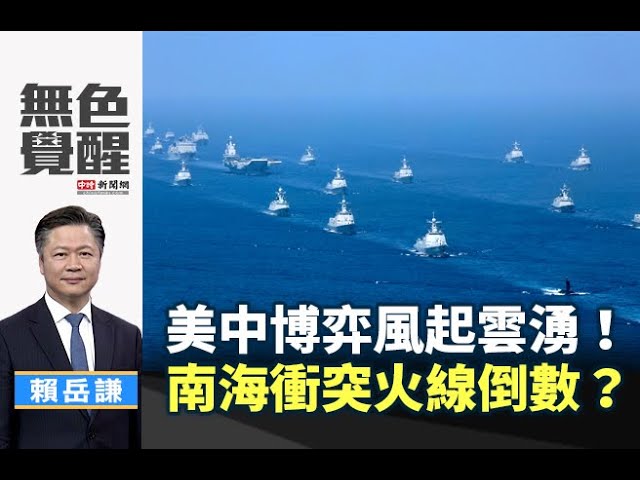 無色
覺醒
中時 新聞網
賴岳謙
美中博弈風起雲湧！
南海衝突火線倒數？